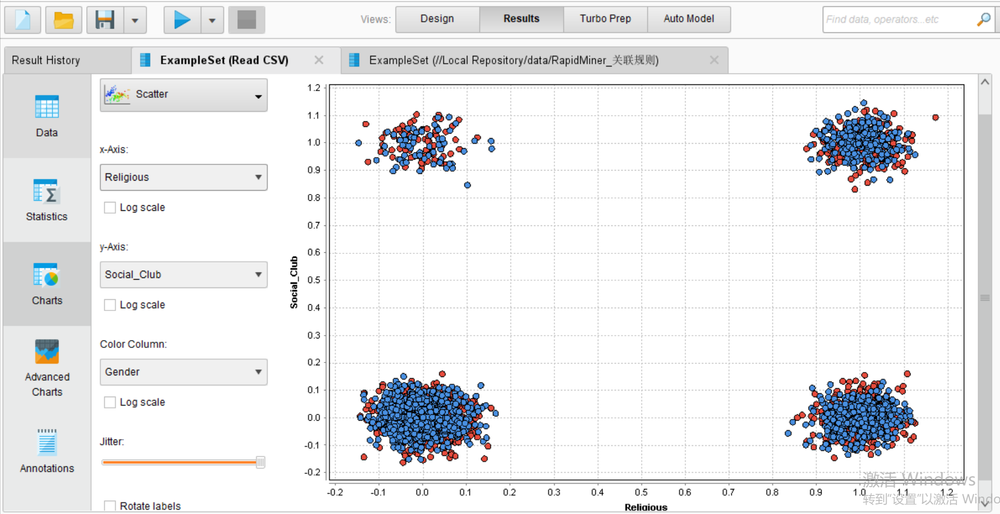 Views: Design Results Turbo Prep Auto Model Find data, operators...etc
Result History ExampleSet (Read CSV) ExampleSet (//Local Repository/data/RapidMiner_关联规则)
Data
Statistics
Charts
Advanced
Charts
Annotations
Scatter
x-Axis:
Religious
Log scale
y-Axis:
Social_Club
Log scale
Color Column:
Gender
Log scale
Jitter:
Rotate labels
Social_Club
1.2
1.1
1.0
0.9
0.8
0.7
0.6
0.5
0.4
0.3
0.2
0.1
0.0
-0.1
-0.2
-0.2 -0.1 0.0 0.1 0.2 0.3 0.4 0.5 0.6 0.7 0.8 0.9 1.0 1.1 1.2
Religious
激活 Windows
转到"设置"以激活 Windo